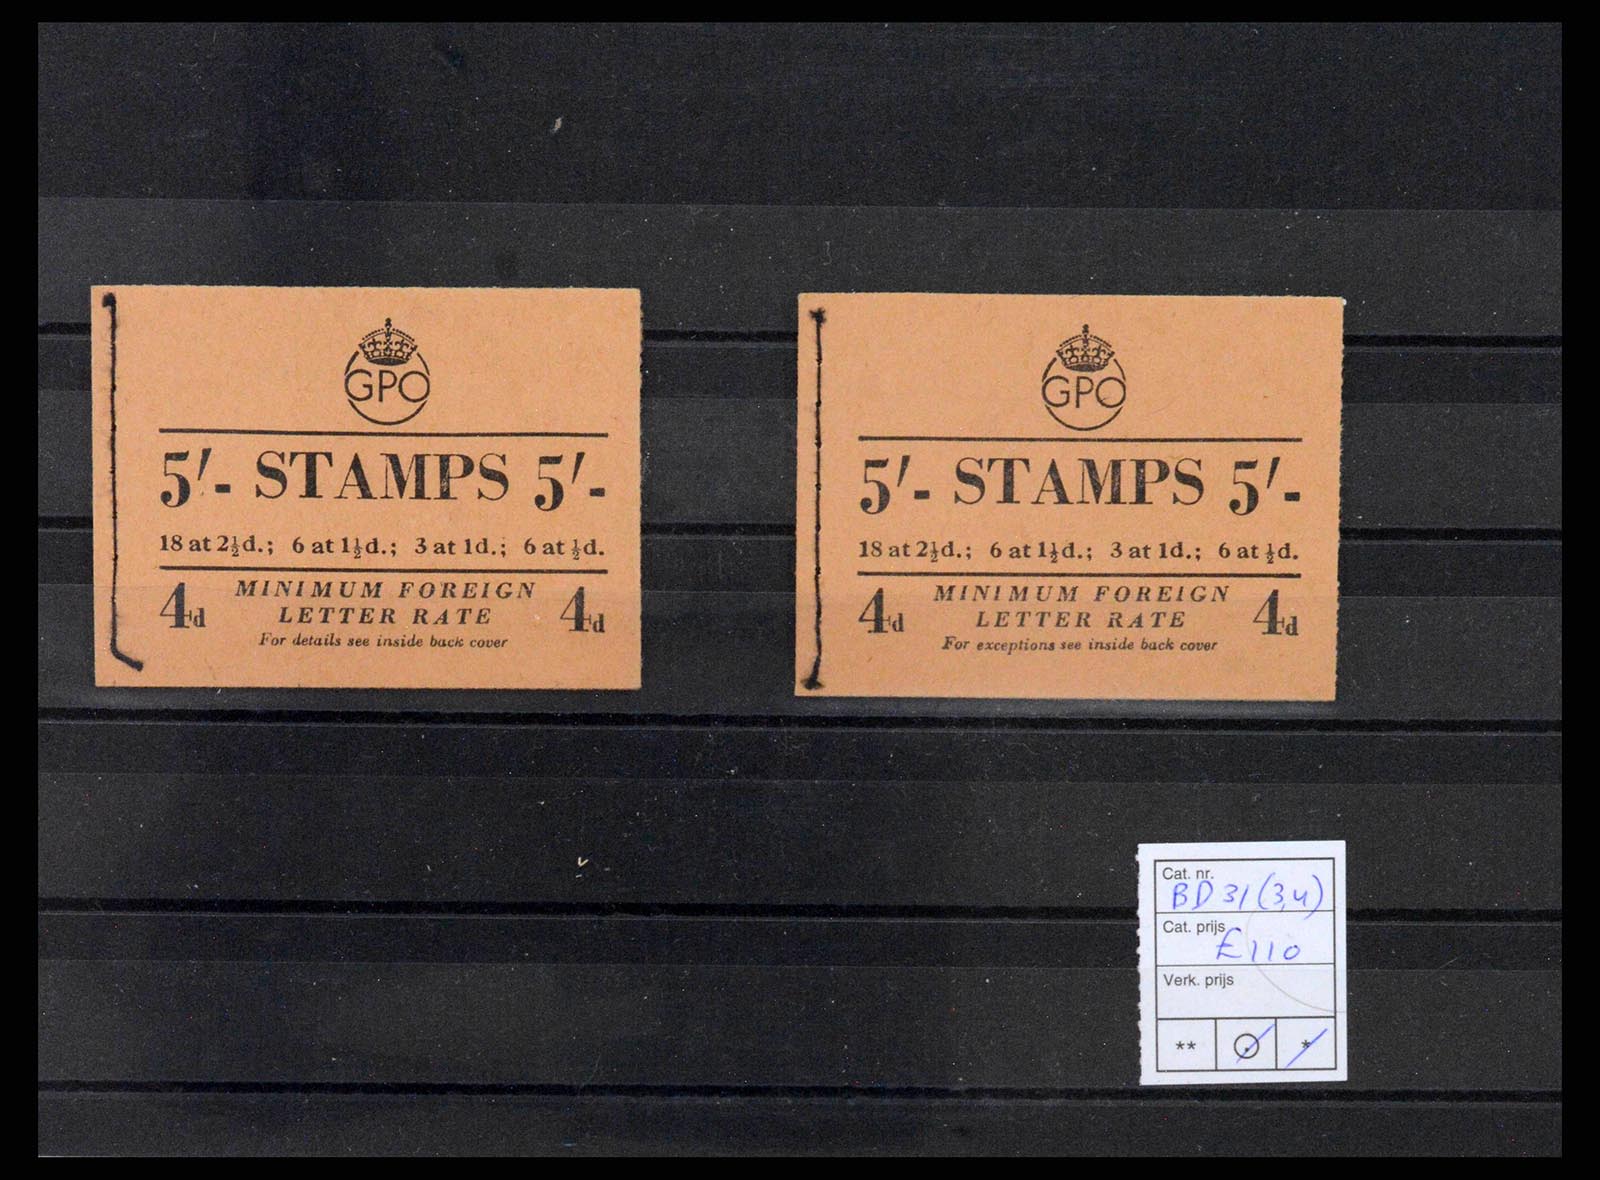 GPO
5/- STAMPS 5/-
18 at 2½d.; 6 at 1½d.; 3 at 1d.; 6 at ½d.
4d MINIMUM FOREIGN 4d
LETTER RATE
For details see inside back cover
GPO
5/- STAMPS 5/-
18 at 2½d.; 6 at 1½d.; 3 at 1d.; 6 at ½d.
4d MINIMUM FOREIGN 4d
LETTER RATE
For exceptions see inside back cover
Cat. nr.
BD 31 (3,4)
Cat. prijs
£110
Verk. prijs
** *